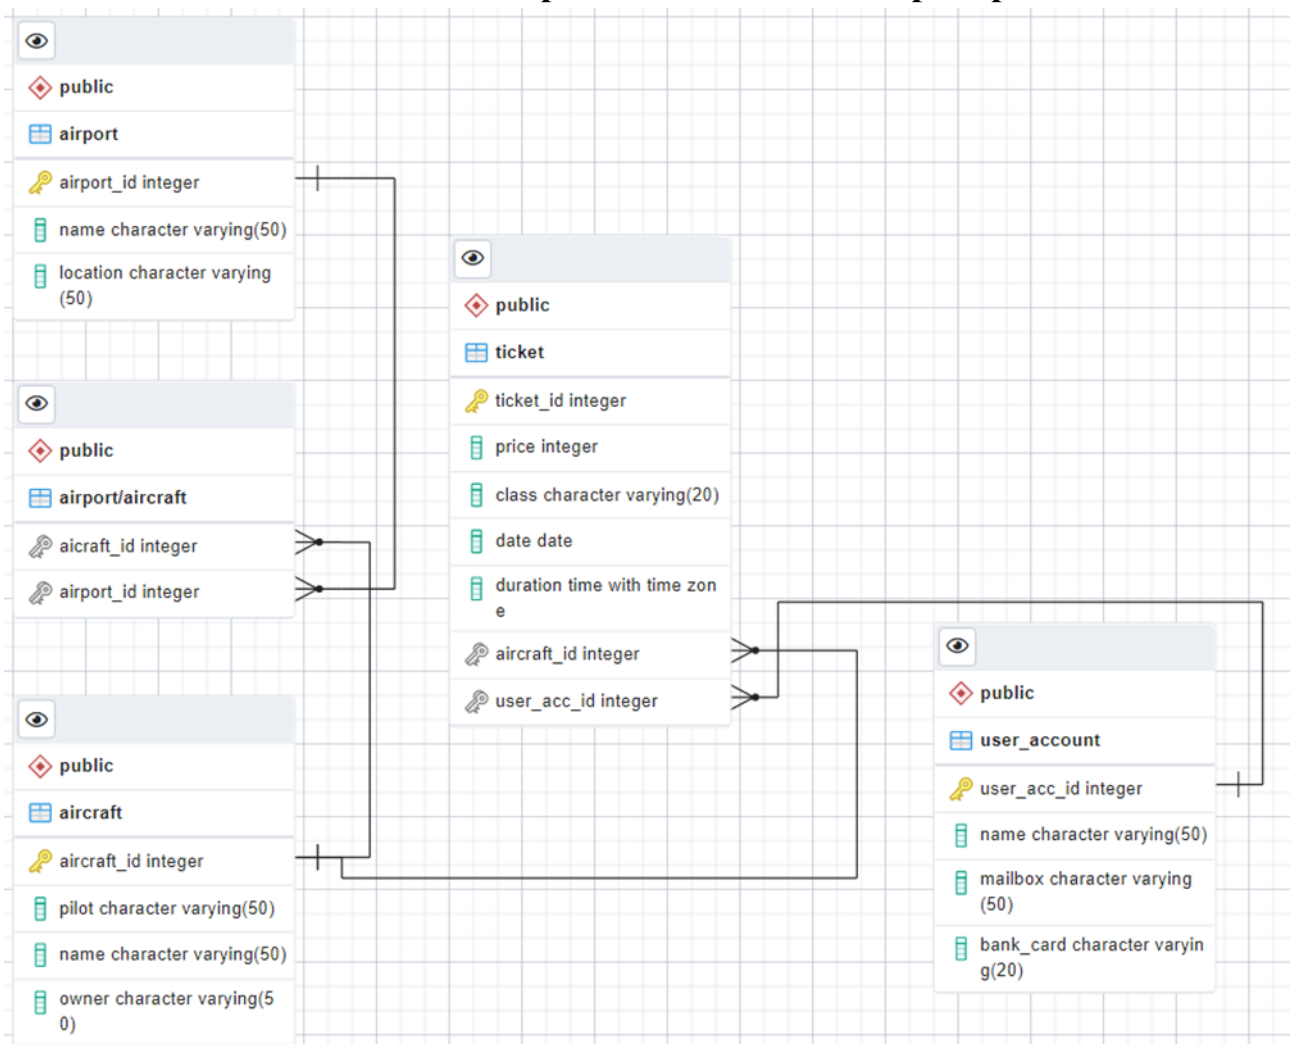 public
airport
airport_id integer
name character varying(50)
location character varying
(50)
public
airport/aircraft
aicraft_id integer
airport_id integer
public
aircraft
aircraft_id integer
pilot character varying(50)
name character varying(50)
owner character varying(5
0)
public
ticket
ticket_id integer
price integer
class character varying(20)
date date
duration time with time zon
e
aircraft_id integer
user_acc_id integer
public
user_account
user_acc_id integer
name character varying(50)
mailbox character varying
(50)
bank_card character varyin
g(20)